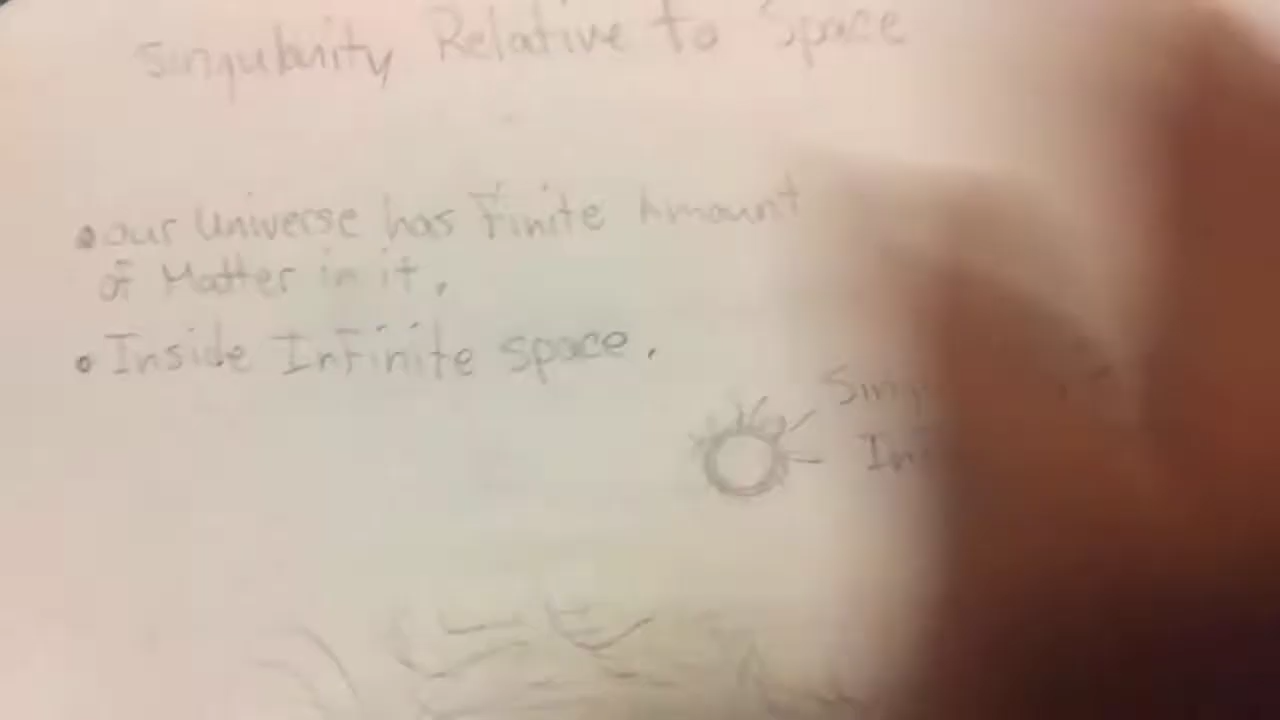 Singularity Relative to Space
• Our Universe has Finite Amount
of Matter in it.
• Inside Infinite space.